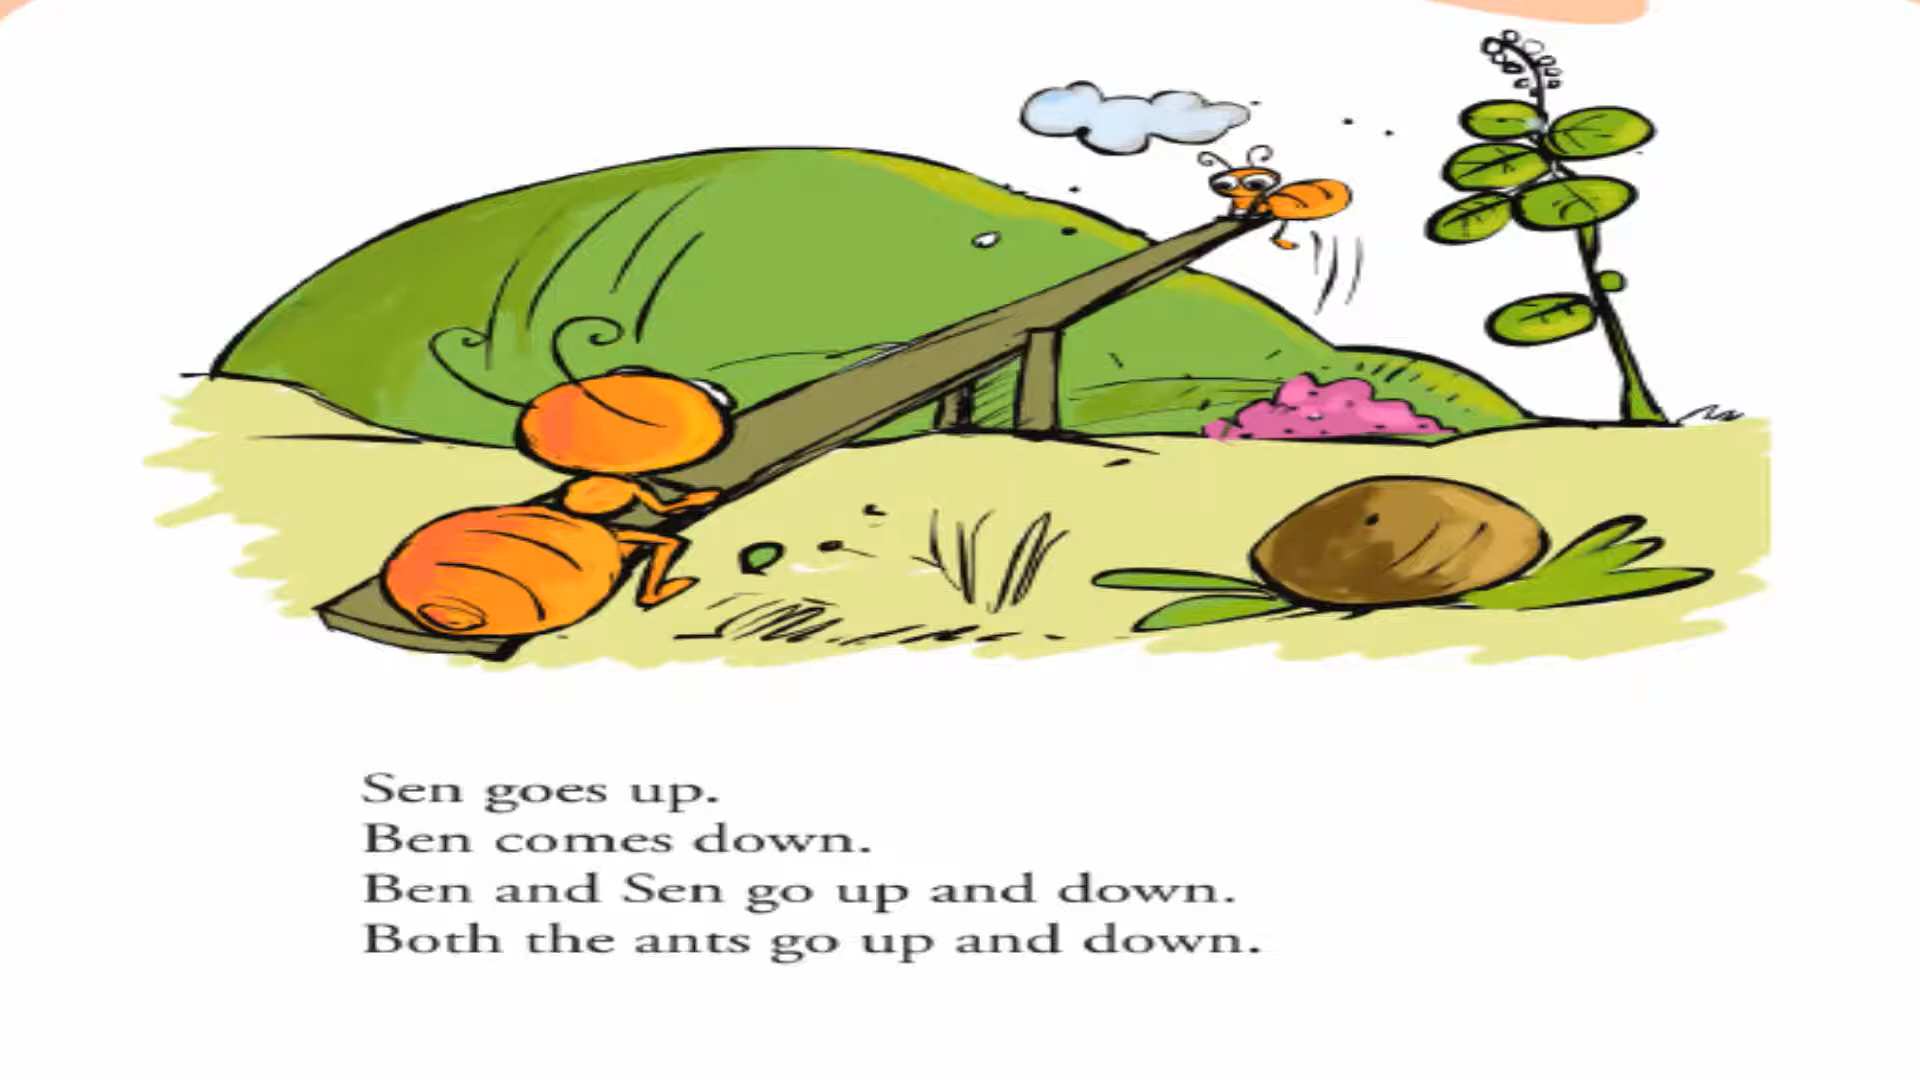 Sen goes up.
Ben comes down.
Ben and Sen go up and down.
Both the ants go up and down.